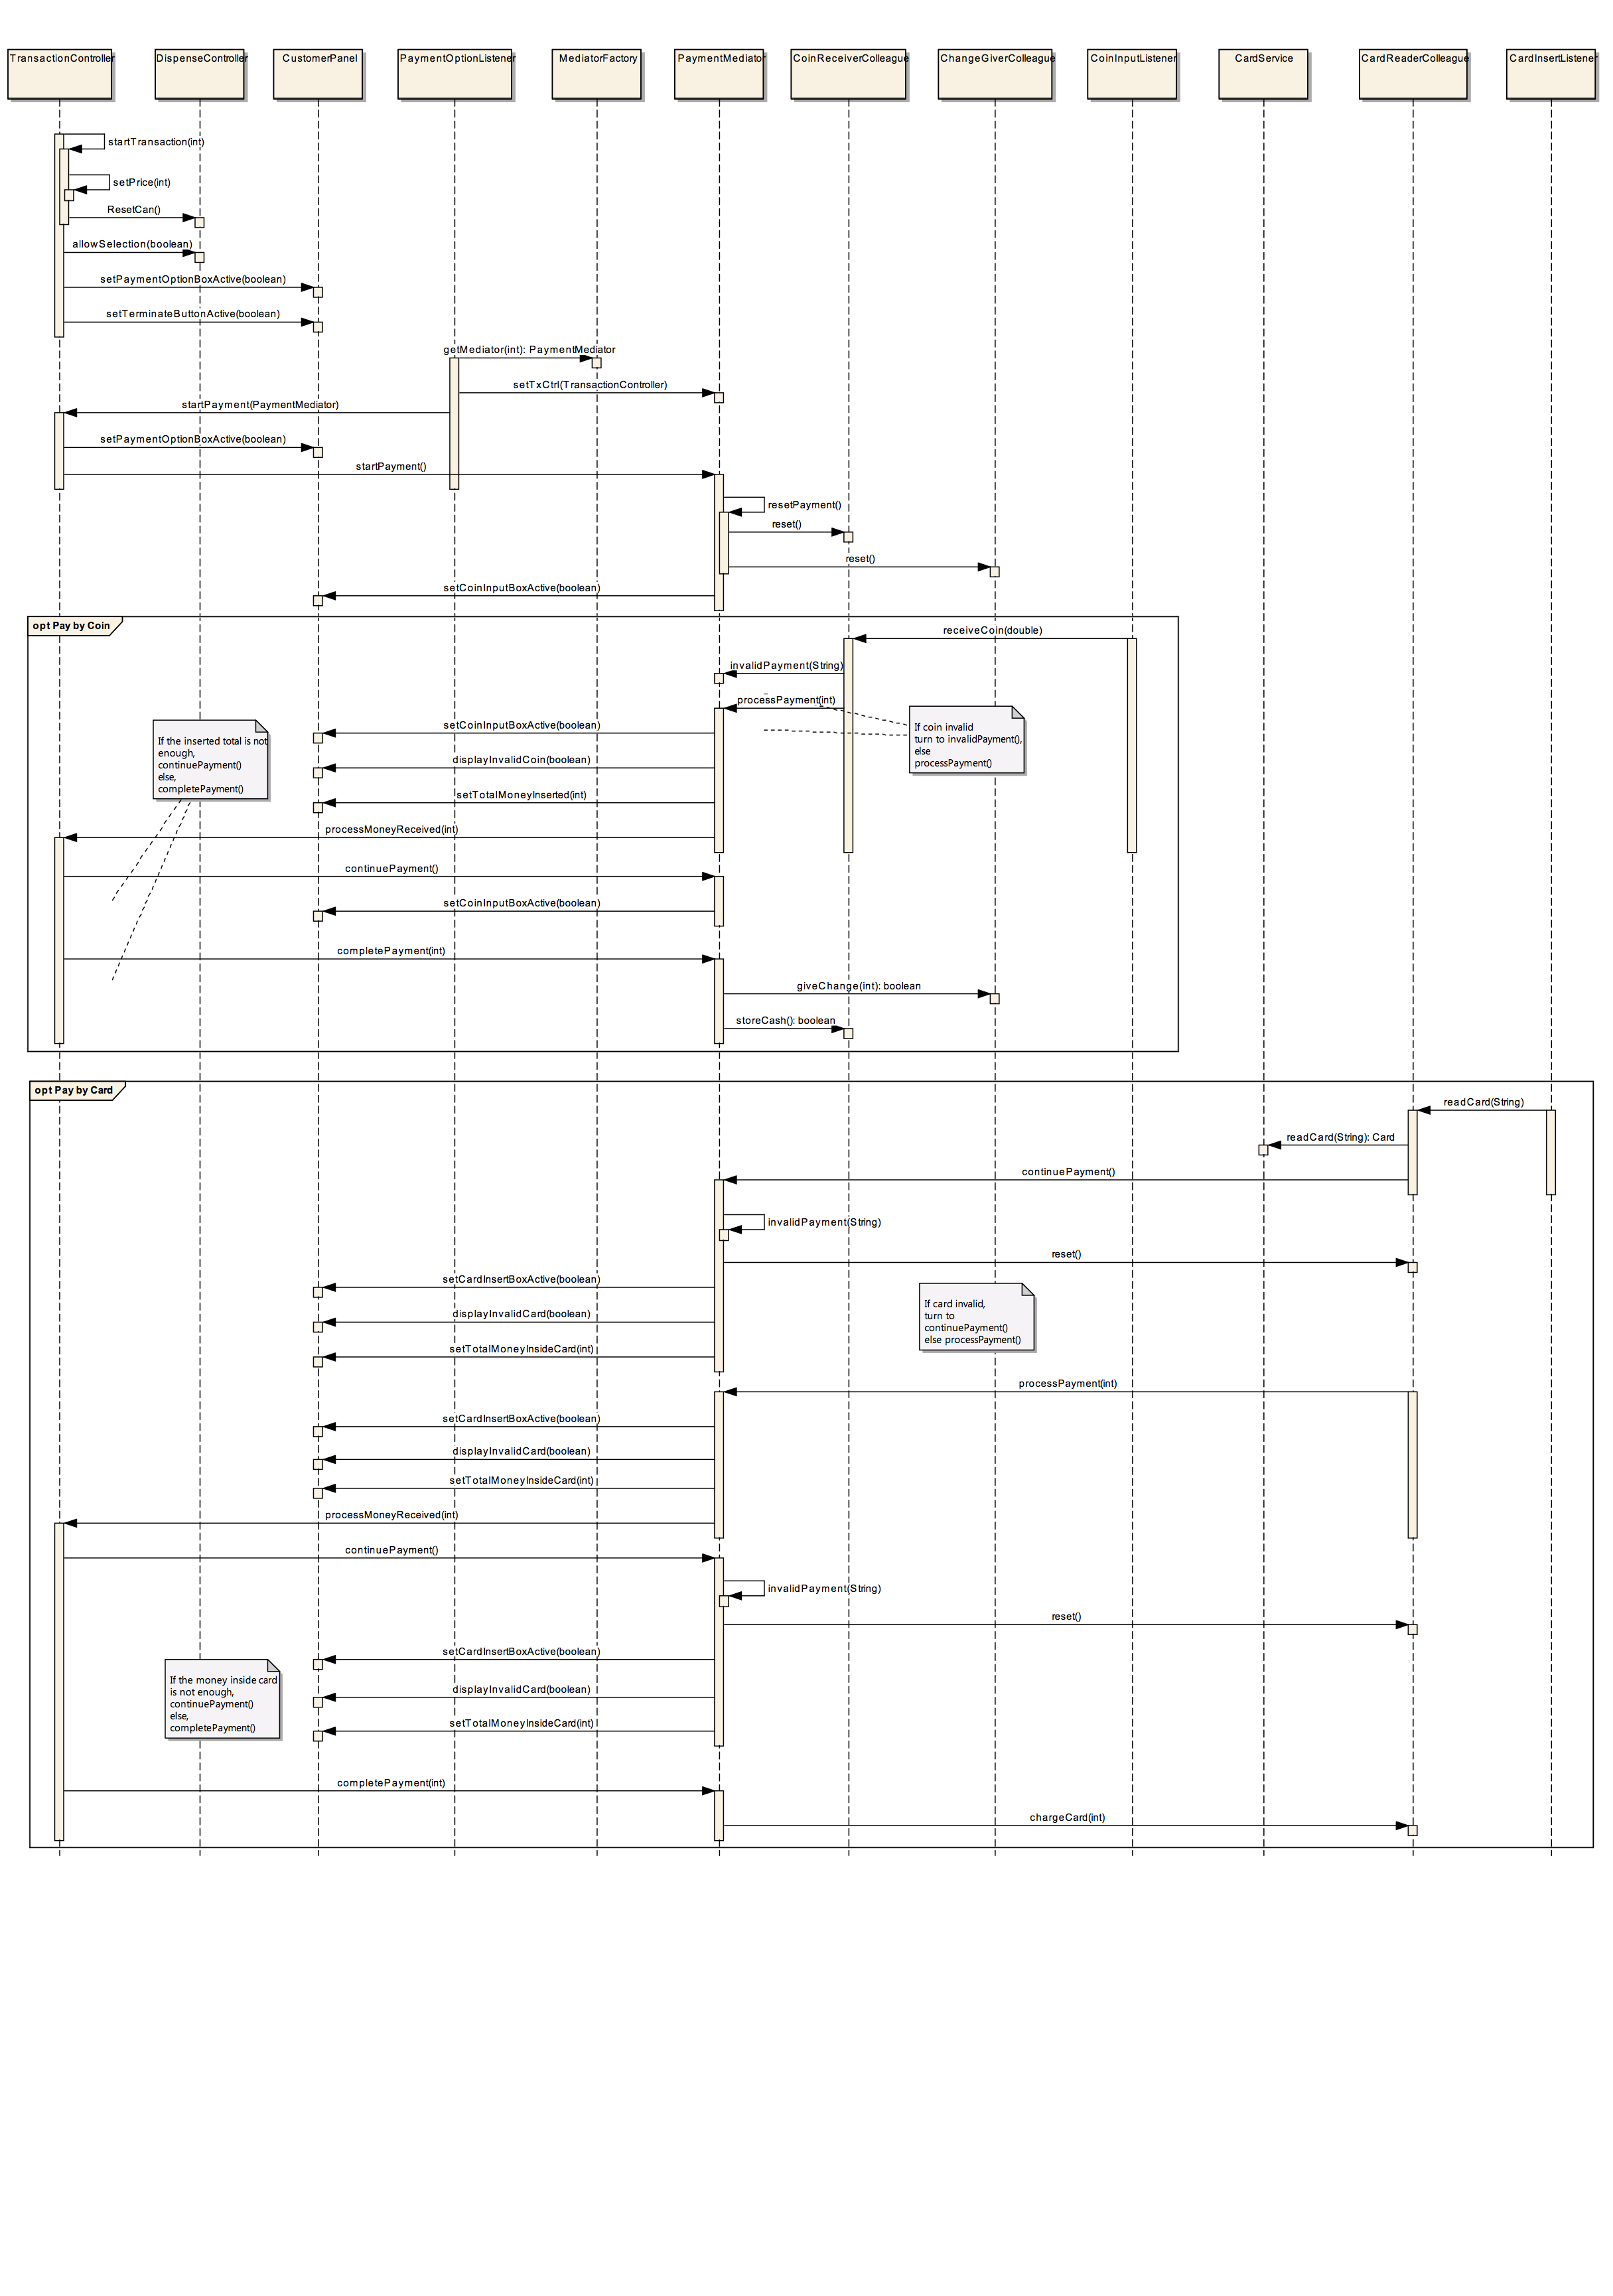 TransactionController
DispenseController
CustomerPanel
PaymentOptionListener
MediatorFactory
PaymentMediator
CoinReceiverColleague
ChangeGiverColleague
CoinInputListener
CardService
CardReaderColleague
CardInsertListener
startTransaction(int)
setPrice(int)
ResetCan()
allowSelection(boolean)
setPaymentOptionBoxActive(boolean)
setTerminateButtonActive(boolean)
getMediator(int): PaymentMediator
setTxCtrl(TransactionController)
startPayment(PaymentMediator)
setPaymentOptionBoxActive(boolean)
startPayment()
resetPayment()
reset()
reset()
setCoinInputBoxActive(boolean)
opt Pay by Coin
receiveCoin(double)
invalidPayment(String)
processPayment(int)
setCoinInputBoxActive(boolean)
If coin invalid
turn to invalidPayment(),
else
processPayment()
If the inserted total is not
enough,
continuePayment()
else,
completePayment()
displayInvalidCoin(boolean)
setTotalMoneyInserted(int)
processMoneyReceived(int)
continuePayment()
setCoinInputBoxActive(boolean)
completePayment(int)
giveChange(int): boolean
storeCash(): boolean
opt Pay by Card
readCard(String)
readCard(String): Card
continuePayment()
invalidPayment(String)
reset()
setCardInsertBoxActive(boolean)
If card invalid,
turn to
continuePayment()
else processPayment()
displayInvalidCard(boolean)
setTotalMoneyInsideCard(int)
processPayment(int)
setCardInsertBoxActive(boolean)
displayInvalidCard(boolean)
setTotalMoneyInsideCard(int)
processMoneyReceived(int)
continuePayment()
invalidPayment(String)
reset()
setCardInsertBoxActive(boolean)
If the money inside card
is not enough,
continuePayment()
else,
completePayment()
displayInvalidCard(boolean)
setTotalMoneyInsideCard(int)
completePayment(int)
chargeCard(int)